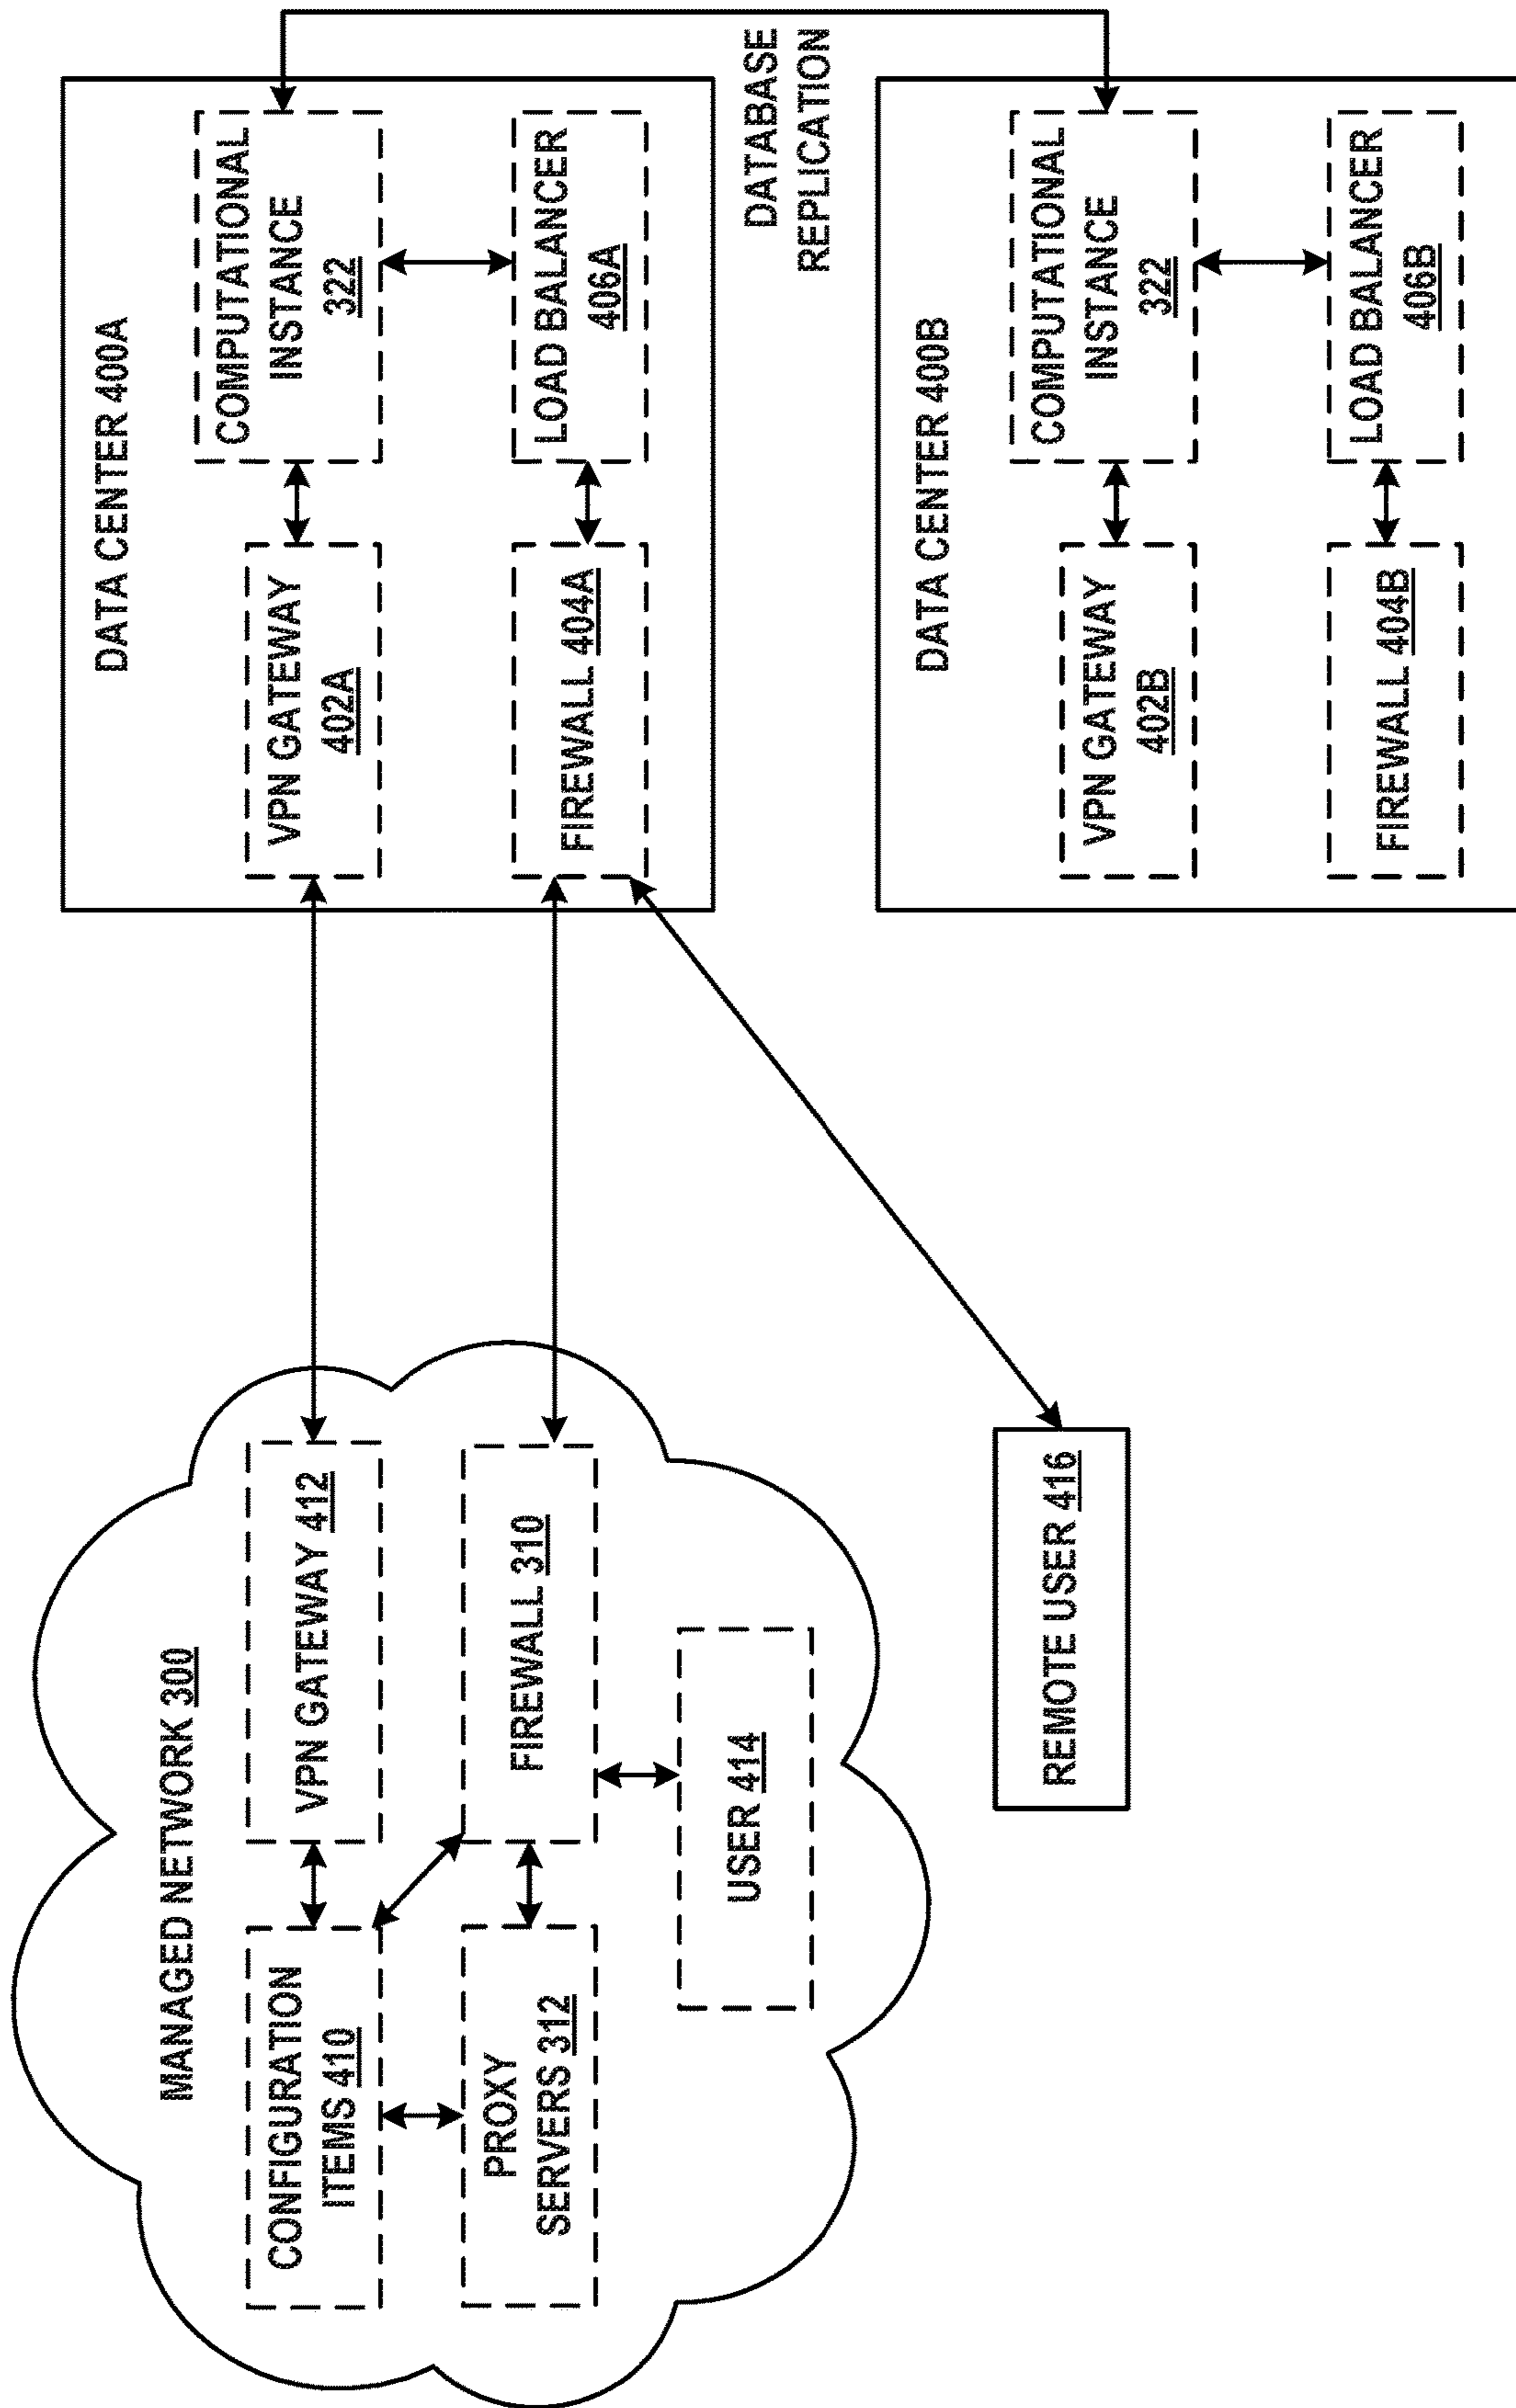 MANAGED NETWORK 300
CONFIGURATION
ITEMS 410
VPN GATEWAY 412
PROXY
SERVERS 312
FIREWALL 310
USER 414
REMOTE USER 416
DATA CENTER 400A
VPN GATEWAY
402A
COMPUTATIONAL
INSTANCE
322
FIREWALL 404A
LOAD BALANCER
406A
DATABASE
REPLICATION
DATA CENTER 400B
VPN GATEWAY
402B
COMPUTATIONAL
INSTANCE
322
FIREWALL 404B
LOAD BALANCER
406B